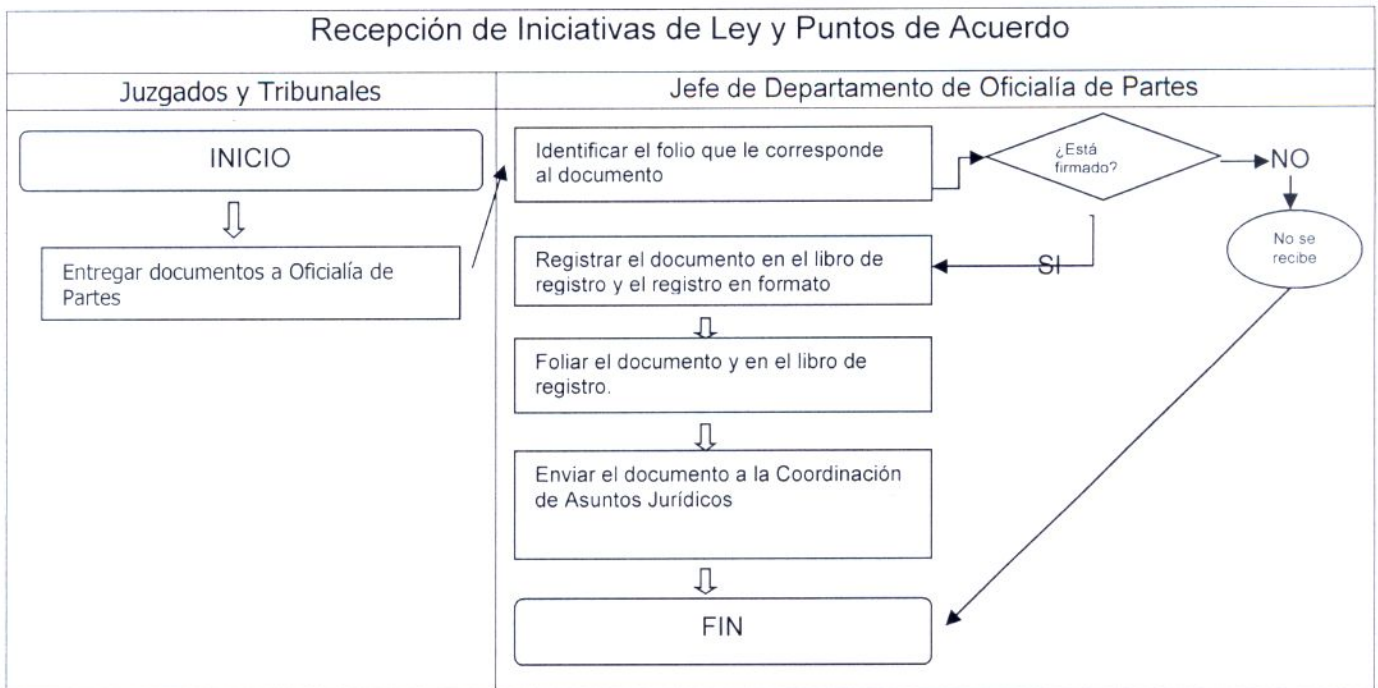 Recepción de Iniciativas de Ley y Puntos de Acuerdo
Juzgados y Tribunales
Jefe de Departamento de Oficialía de Partes
INICIO
Entregar documentos a Oficialía de
Partes
Identificar el folio que le corresponde
al documento
¿Está
firmado?
NO
No se
recibe
SI
Registrar el documento en el libro de
registro y el registro en formato
Foliar el documento y en el libro de
registro.
Enviar el documento a la Coordinación
de Asuntos Jurídicos
FIN